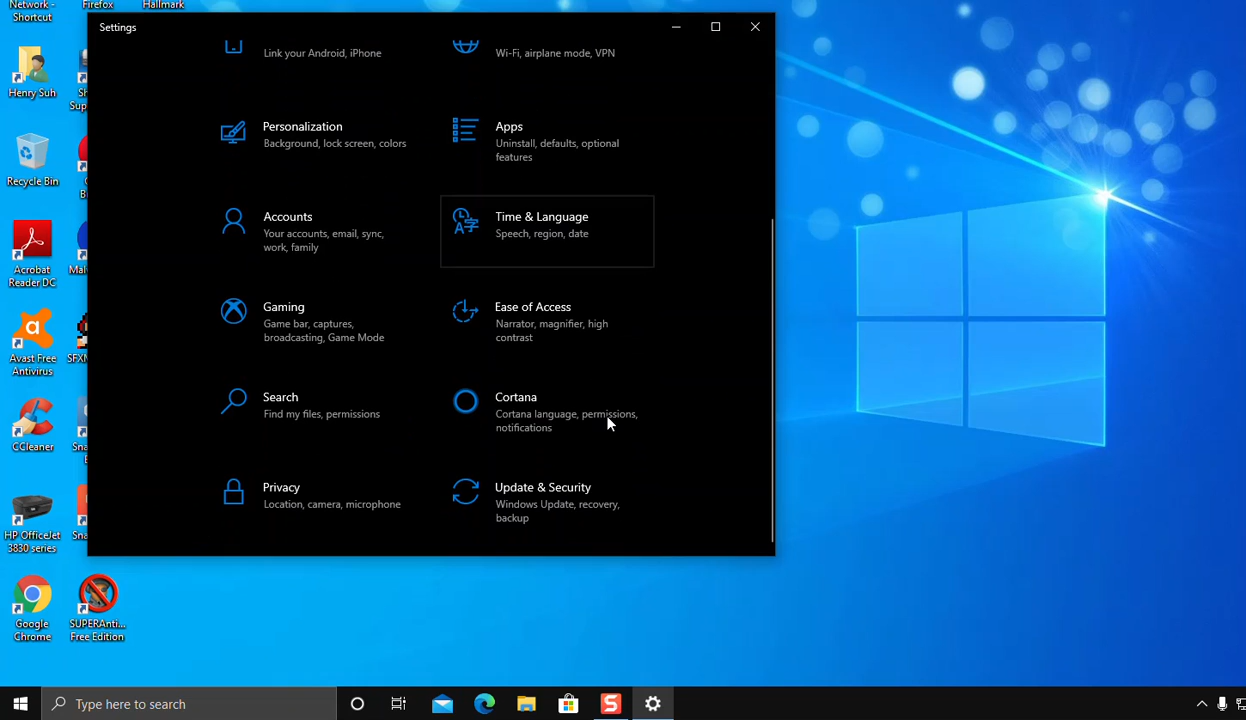 Network -
Shortcut
Firefox
Hallmark
Settings
Link your Android, iPhone
Wi-Fi, airplane mode, VPN
Henry Suh
Personalization
Background, lock screen, colors
Apps
Uninstall, defaults, optional
features
Recycle Bin
Accounts
Your accounts, email, sync,
work, family
Time & Language
Speech, region, date
Acrobat
Reader DC
Gaming
Game bar, captures,
broadcasting, Game Mode
Ease of Access
Narrator, magnifier, high
contrast
Avast Free
Antivirus
Search
Find my files, permissions
Cortana
Cortana language, permissions,
notifications
CCleaner
Privacy
Location, camera, microphone
Update & Security
Windows Update, recovery,
backup
HP OfficeJet
3830 series
Google
Chrome
SUPERAnti...
Free Edition
Type here to search